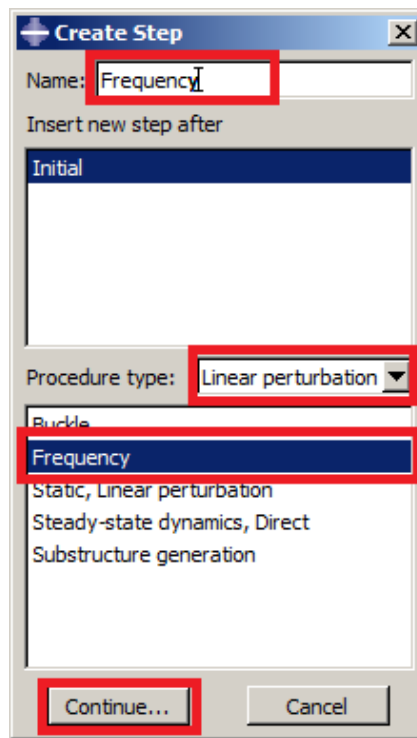 Create Step
Name: Frequency
Insert new step after
Initial
Procedure type: Linear perturbation
Buckle
Frequency
Static, Linear perturbation
Steady-state dynamics, Direct
Substructure generation
Continue... Cancel